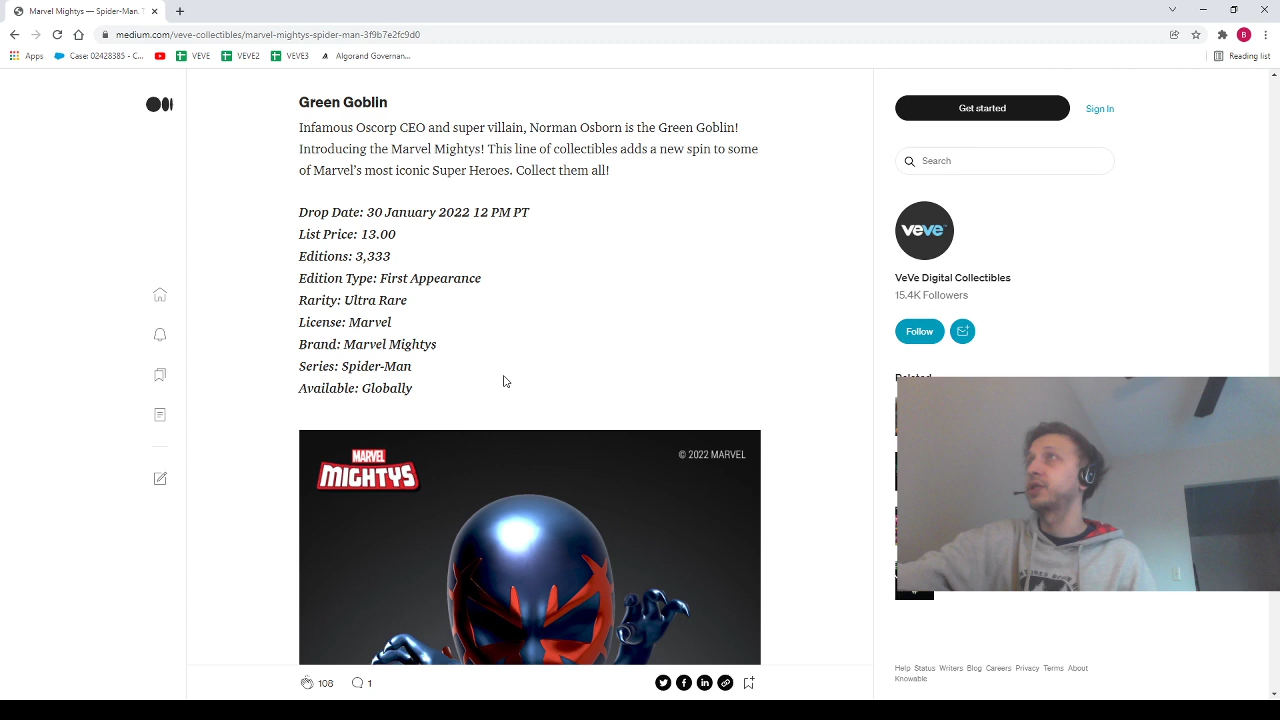 Marvel Mightys — Spider-Man. T
medium.com/veve-collectibles/marvel-mightys-spider-man-3f9b7e2fc9d0
B
Apps
Case: 02428385 - C...
VEVE
VEVE2
VEVE3
Algorand Governan...
Reading list
Green Goblin
Infamous Oscorp CEO and super villain, Norman Osborn is the Green Goblin!
Introducing the Marvel Mightys! This line of collectibles adds a new spin to some
of Marvel's most iconic Super Heroes. Collect them all!
Drop Date: 30 January 2022 12 PM PT
List Price: 13.00
Editions: 3,333
Edition Type: First Appearance
Rarity: Ultra Rare
License: Marvel
Brand: Marvel Mightys
Series: Spider-Man
Available: Globally
MARVEL
MIGHTYS
© 2022 MARVEL
108
1
Get started
Sign In
Search
veve
VeVe Digital Collectibles
15.4K Followers
Follow
Related
Help Status Writers Blog Careers Privacy Terms About
Knowable